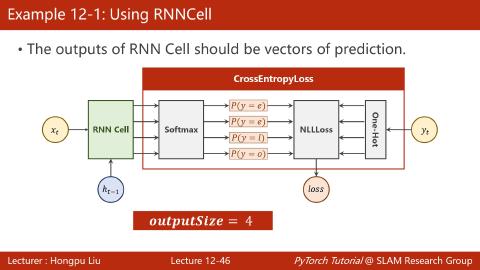 Example 12-1: Using RNNCell
• The outputs of RNN Cell should be vectors of prediction.
CrossEntropyLoss
x_t
RNN Cell
Softmax
P(y = e)
P(y = e)
P(y = l)
P(y = o)
NLLLoss
One-Hot
y_t
h_{t−1}
loss
outputSize = 4
Lecturer : Hongpu Liu
Lecture 12-46
PyTorch Tutorial @ SLAM Research Group